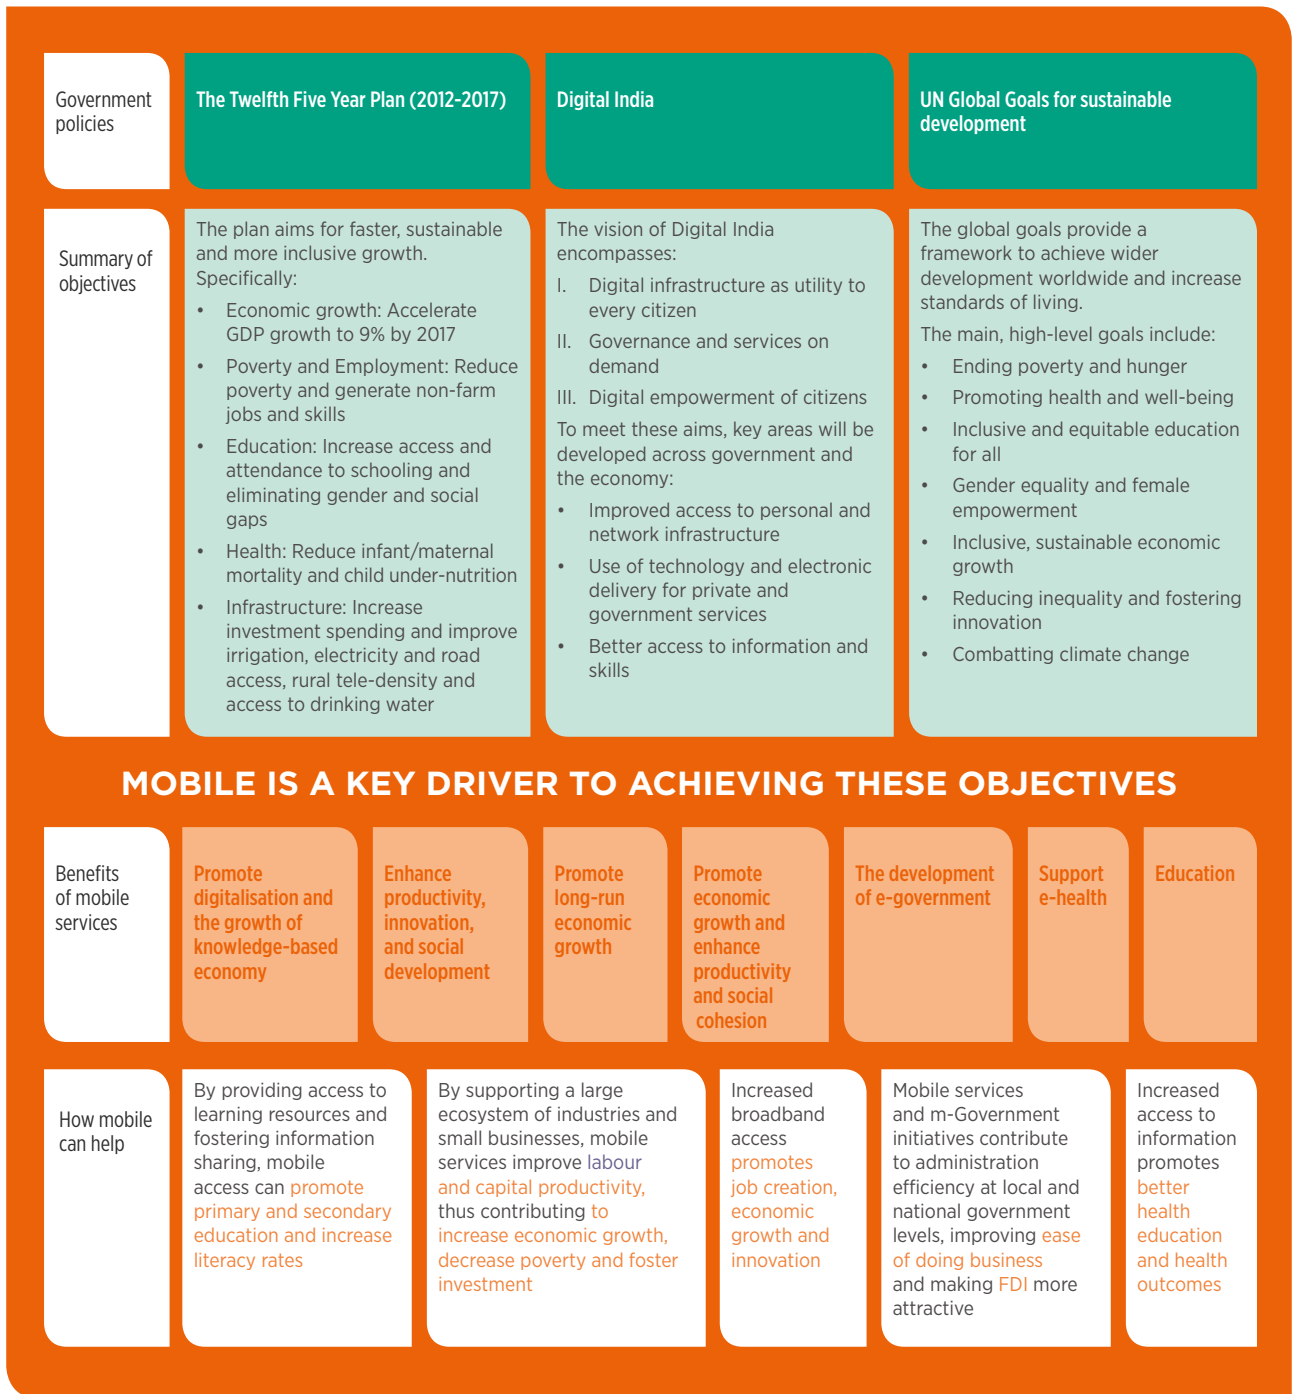 Government
policies
The Twelfth Five Year Plan (2012-2017)
Digital India
UN Global Goals for sustainable
development
Summary of
objectives
The plan aims for faster, sustainable
and more inclusive growth.
Specifically:
• Economic growth: Accelerate
GDP growth to 9% by 2017
• Poverty and Employment: Reduce
poverty and generate non-farm
jobs and skills
• Education: Increase access and
attendance to schooling and
eliminating gender and social
gaps
• Health: Reduce infant/maternal
mortality and child under-nutrition
• Infrastructure: Increase
investment spending and improve
irrigation, electricity and road
access, rural tele-density and
access to drinking water
The vision of Digital India
encompasses:
I. Digital infrastructure as utility to
every citizen
II. Governance and services on
demand
III. Digital empowerment of citizens
To meet these aims, key areas will be
developed across government and
the economy:
• Improved access to personal and
network infrastructure
• Use of technology and electronic
delivery for private and
government services
• Better access to information and
skills
The global goals provide a
framework to achieve wider
development worldwide and increase
standards of living.
The main, high-level goals include:
• Ending poverty and hunger
• Promoting health and well-being
• Inclusive and equitable education
for all
• Gender equality and female
empowerment
• Inclusive, sustainable economic
growth
• Reducing inequality and fostering
innovation
• Combatting climate change
MOBILE IS A KEY DRIVER TO ACHIEVING THESE OBJECTIVES
Benefits
of mobile
services
Promote
digitalisation and
the growth of
knowledge-based
economy
Enhance
productivity,
innovation,
and social
development
Promote
long-run
economic
growth
Promote
economic
growth and
enhance
productivity
and social
cohesion
The development
of e-government
Support
e-health
Education
How mobile
can help
By providing access to
learning resources and
fostering information
sharing, mobile
access can promote
primary and secondary
education and increase
literacy rates
By supporting a large
ecosystem of industries and
small businesses, mobile
services improve labour
and capital productivity,
thus contributing to
increase economic growth,
decrease poverty and foster
investment
Increased
broadband
access
promotes
job creation,
economic
growth and
innovation
Mobile services
and m-Government
initiatives contribute
to administration
efficiency at local and
national government
levels, improving ease
of doing business
and making FDI more
attractive
Increased
access to
information
promotes
better
health
education
and health
outcomes